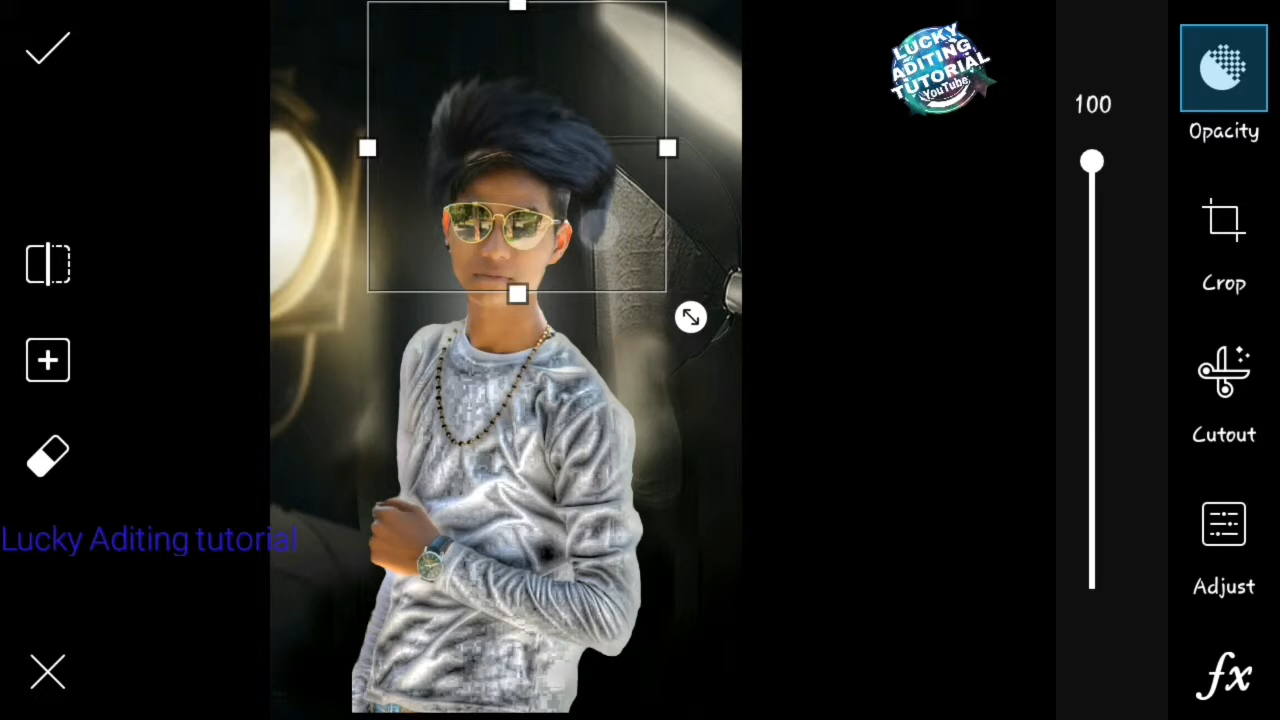 LUCKY
ADITING
TUTORIAL
YouTube
100
Opacity
Crop
Cutout
Lucky Aditing tutorial
Adjust
fx